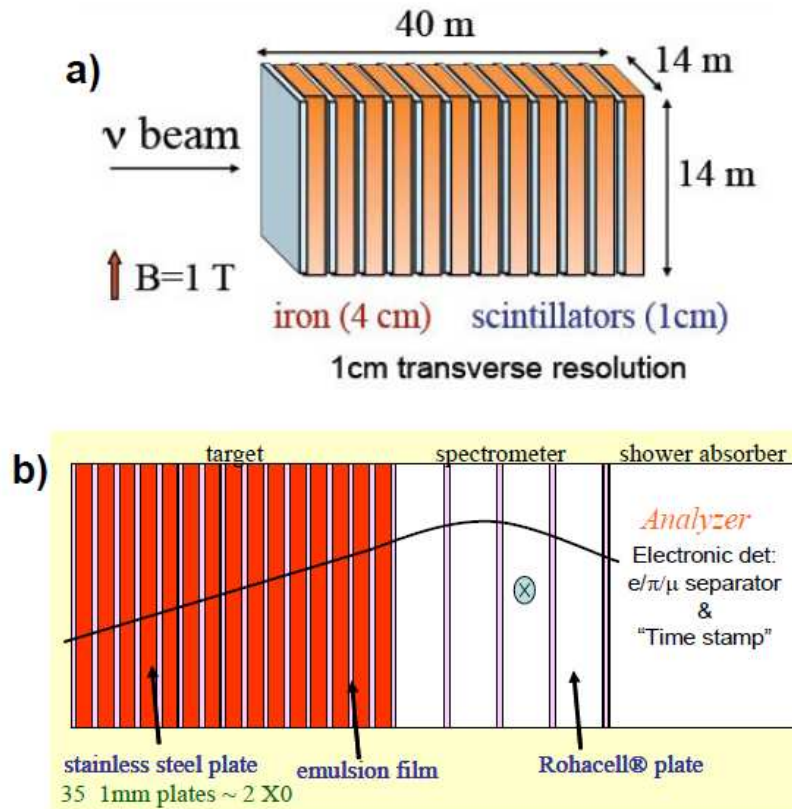 a)
40 m
14 m
ν beam
14 m
B=1 T
iron (4 cm) scintillators (1cm)
1cm transverse resolution
b)
target spectrometer shower absorber
Analyzer
Electronic det:
e/π/μ separator
&
"Time stamp"
stainless steel plate emulsion film Rohacell® plate
35 1mm plates ~ 2 X0